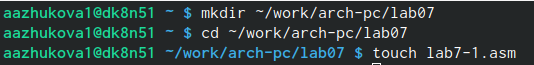 aazhukova1@dk8n51 ~ $ mkdir ~/work/arch-pc/lab07
aazhukova1@dk8n51 ~ $ cd ~/work/arch-pc/lab07
aazhukova1@dk8n51 ~/work/arch-pc/lab07 $ touch lab7-1.asm